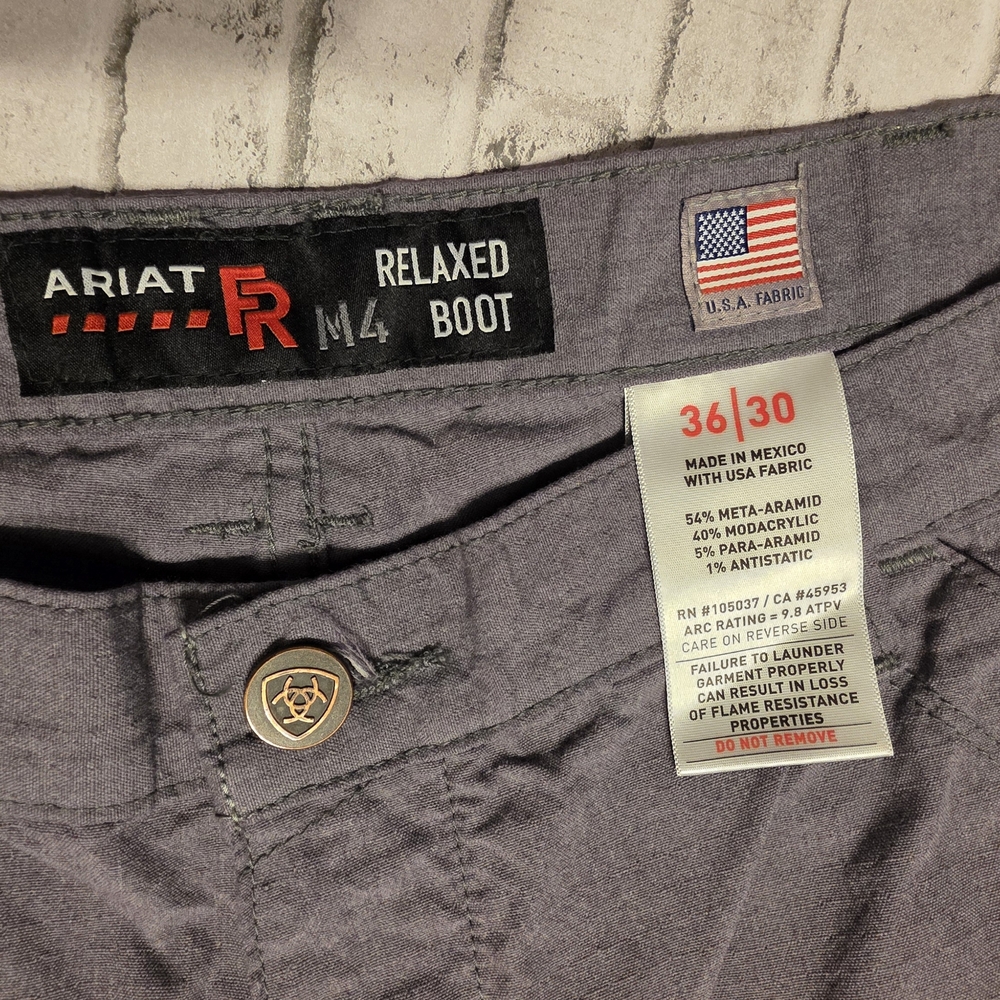 ARIAT FR M4 RELAXED
BOOT
U.S.A. FABRIC
36|30
MADE IN MEXICO
WITH USA FABRIC
54% META-ARAMID
40% MODACRYLIC
5% PARA-ARAMID
1% ANTISTATIC
RN #105037 / CA #45953
ARC RATING = 9.8 ATPV
CARE ON REVERSE SIDE
FAILURE TO LAUNDER
GARMENT PROPERLY
CAN RESULT IN LOSS
OF FLAME RESISTANCE
PROPERTIES
DO NOT REMOVE